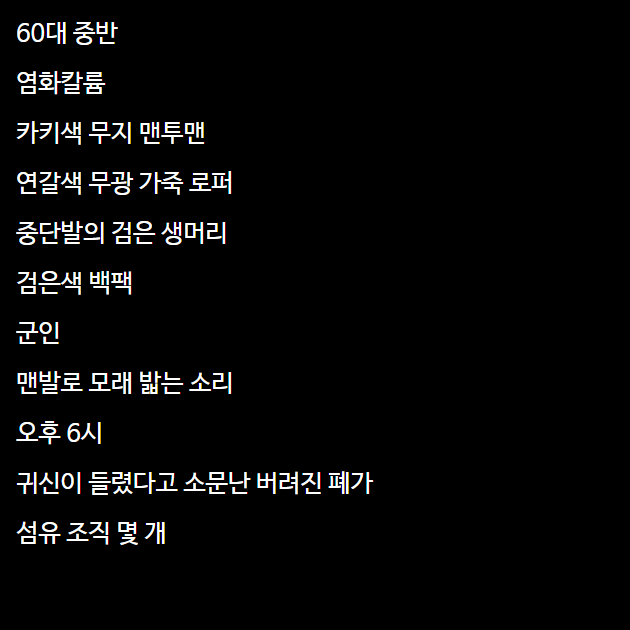 60대 중반
염화칼륨
카키색 무지 맨투맨
연갈색 무광 가죽 로퍼
중단발의 검은 생머리
검은색 백팩
군인
맨발로 모래 밟는 소리
오후 6시
귀신이 들렸다고 소문난 버려진 폐가
섬유 조직 몇 개